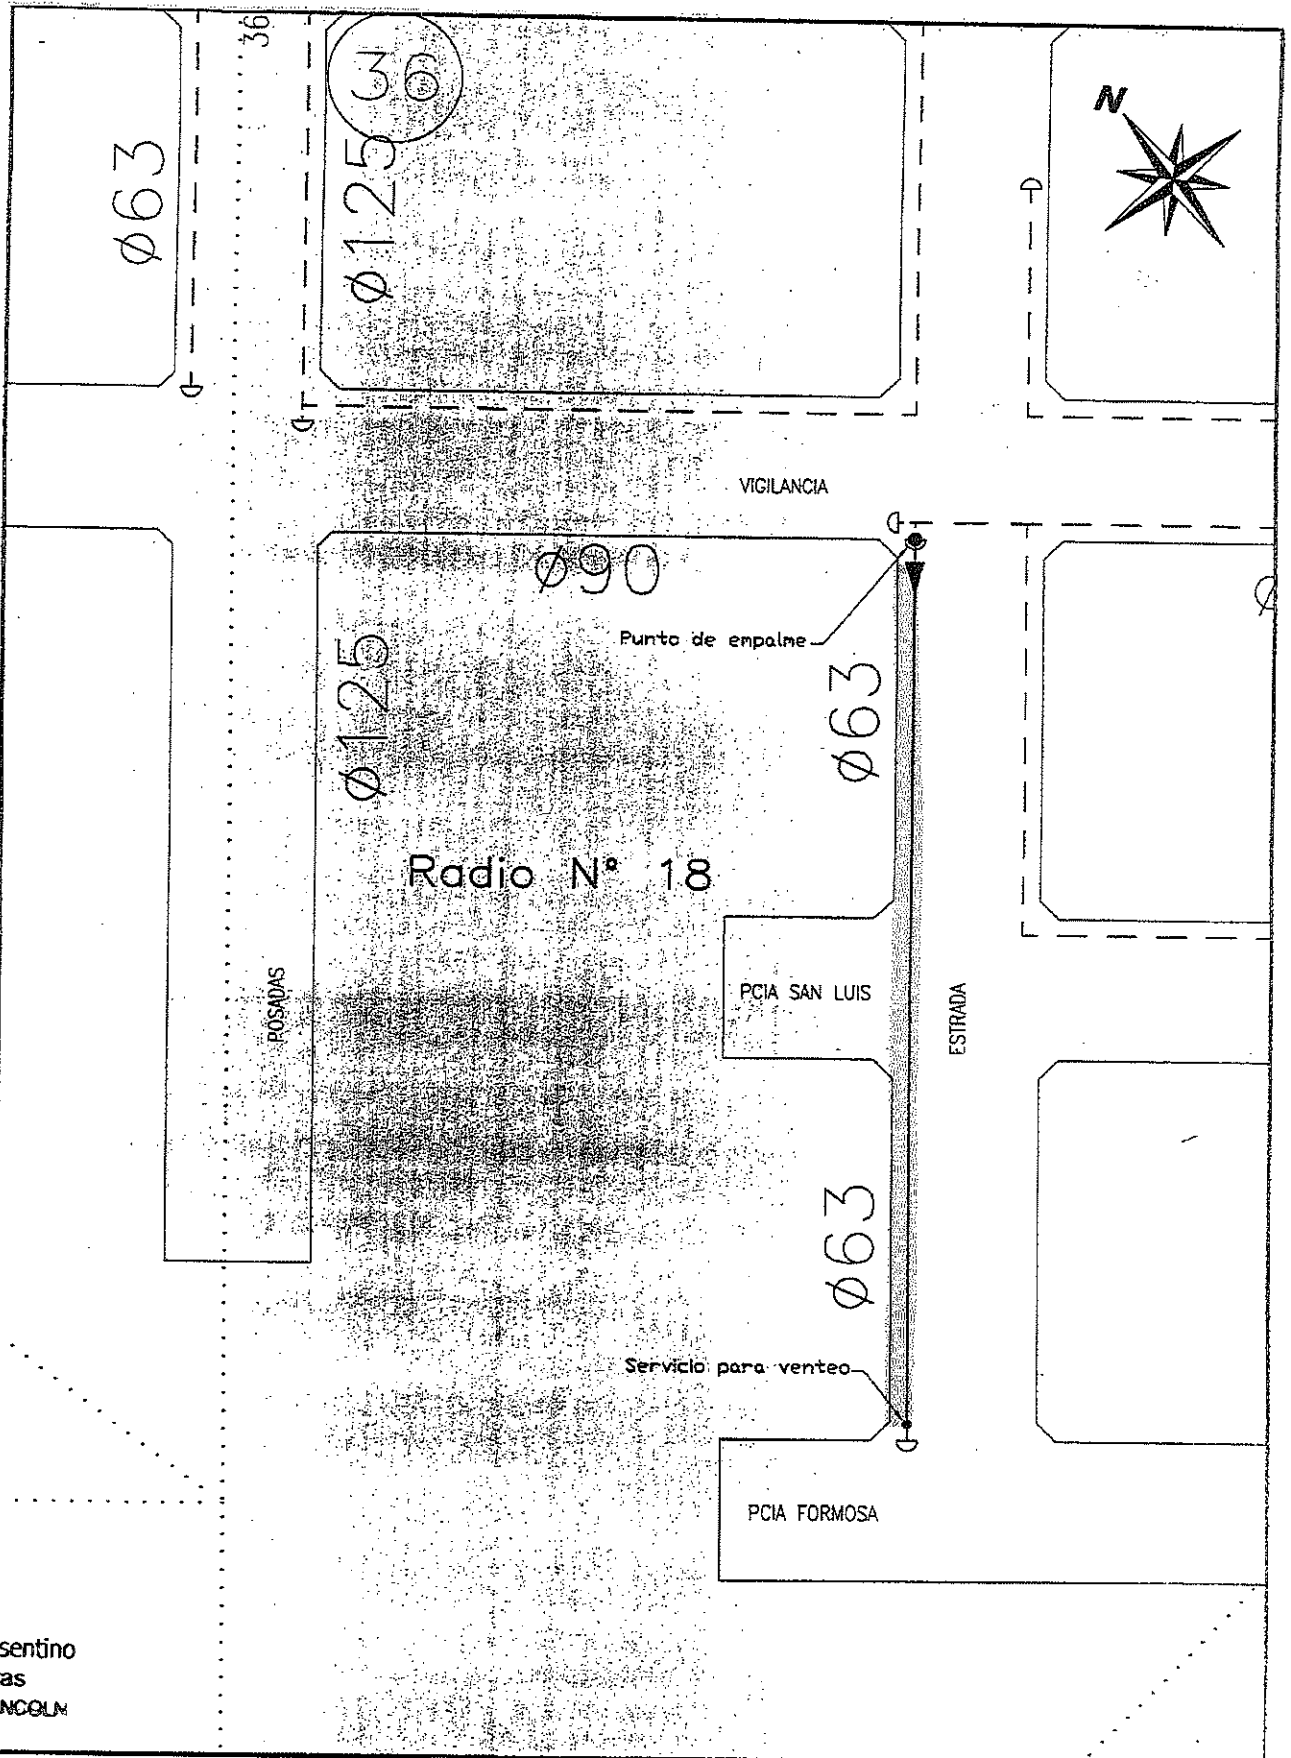 36
36
N
Ø63
Ø125
VIGILANCIA
Ø90
Punto de empalme
Ø125
Ø63
Ø
Radio N° 18
POSADAS
PCIA SAN LUIS
ESTRADA
Ø63
Servicio para venteo
PCIA FORMOSA
sentino
as
NCOLN